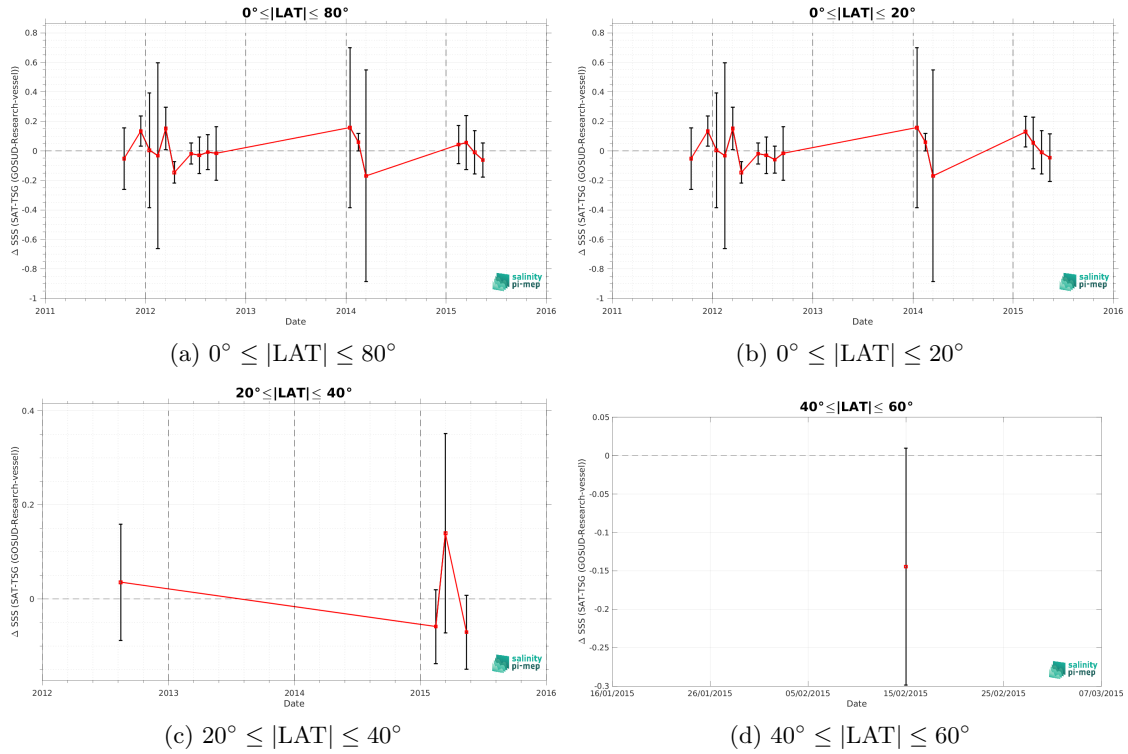 0°≤|LAT|≤ 80°
Δ SSS (SAT-TSG (GOSUD-Research-vessel))
0.8
0.6
0.4
0.2
0
-0.2
-0.4
-0.6
-0.8
-1
2011
2012
2013
2014
2015
2016
Date
salinity
pi-mep
(a) 0° ≤ |LAT| ≤ 80°
0°≤|LAT|≤ 20°
Δ SSS (SAT-TSG (GOSUD-Research-vessel))
0.8
0.6
0.4
0.2
0
-0.2
-0.4
-0.6
-0.8
-1
2011
2012
2013
2014
2015
2016
Date
salinity
pi-mep
(b) 0° ≤ |LAT| ≤ 20°
20°≤|LAT|≤ 40°
Δ SSS (SAT-TSG (GOSUD-Research-vessel))
0.4
0.2
0
2012
2013
2014
2015
2016
Date
salinity
pi-mep
(c) 20° ≤ |LAT| ≤ 40°
40°≤|LAT|≤ 60°
Δ SSS (SAT-TSG (GOSUD-Research-vessel))
0.05
0
-0.05
-0.1
-0.15
-0.2
-0.25
-0.3
16/01/2015
26/01/2015
05/02/2015
15/02/2015
25/02/2015
07/03/2015
Date
salinity
pi-mep
(d) 40° ≤ |LAT| ≤ 60°